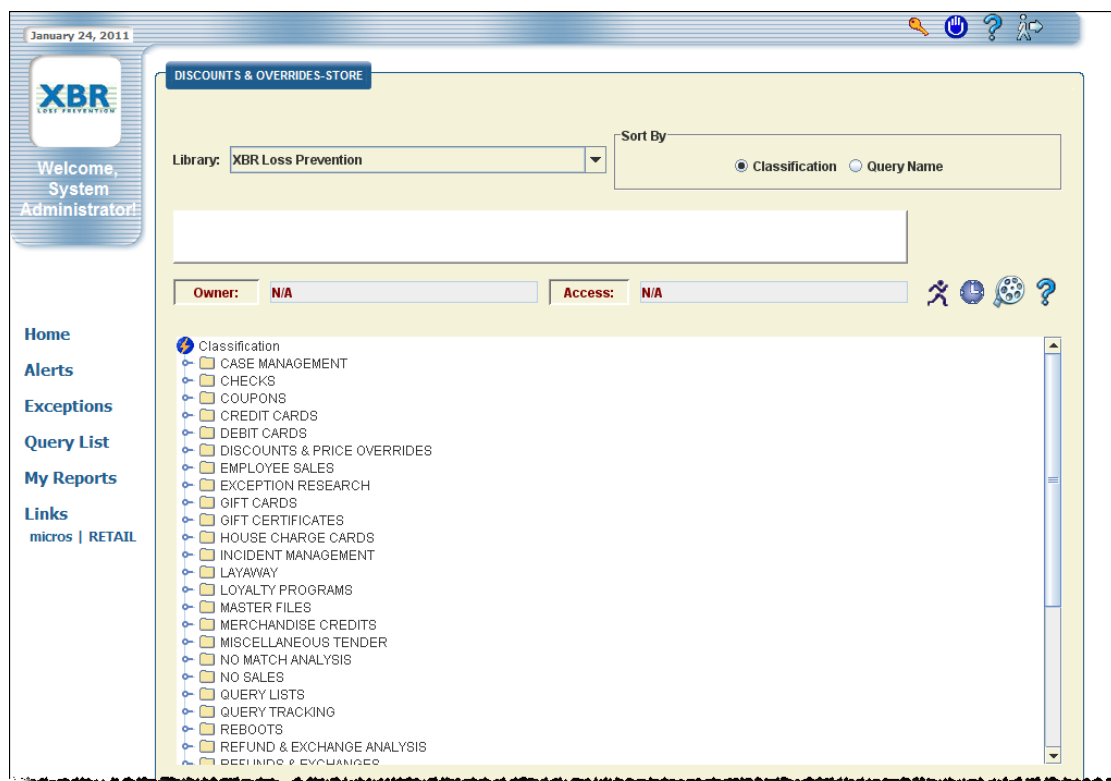 January 24, 2011
XBR
LOSS PREVENTION
Welcome,
System
Administrator!
Home
Alerts
Exceptions
Query List
My Reports
Links
micros | RETAIL
DISCOUNTS & OVERRIDES-STORE
Library: XBR Loss Prevention
Sort By
Classification Query Name
Owner: N/A Access: N/A
Classification
CASE MANAGEMENT
CHECKS
COUPONS
CREDIT CARDS
DEBIT CARDS
DISCOUNTS & PRICE OVERRIDES
EMPLOYEE SALES
EXCEPTION RESEARCH
GIFT CARDS
GIFT CERTIFICATES
HOUSE CHARGE CARDS
INCIDENT MANAGEMENT
LAYAWAY
LOYALTY PROGRAMS
MASTER FILES
MERCHANDISE CREDITS
MISCELLANEOUS TENDER
NO MATCH ANALYSIS
NO SALES
QUERY LISTS
QUERY TRACKING
REBOOTS
REFUND & EXCHANGE ANALYSIS
REFUNDS & EXCHANGES